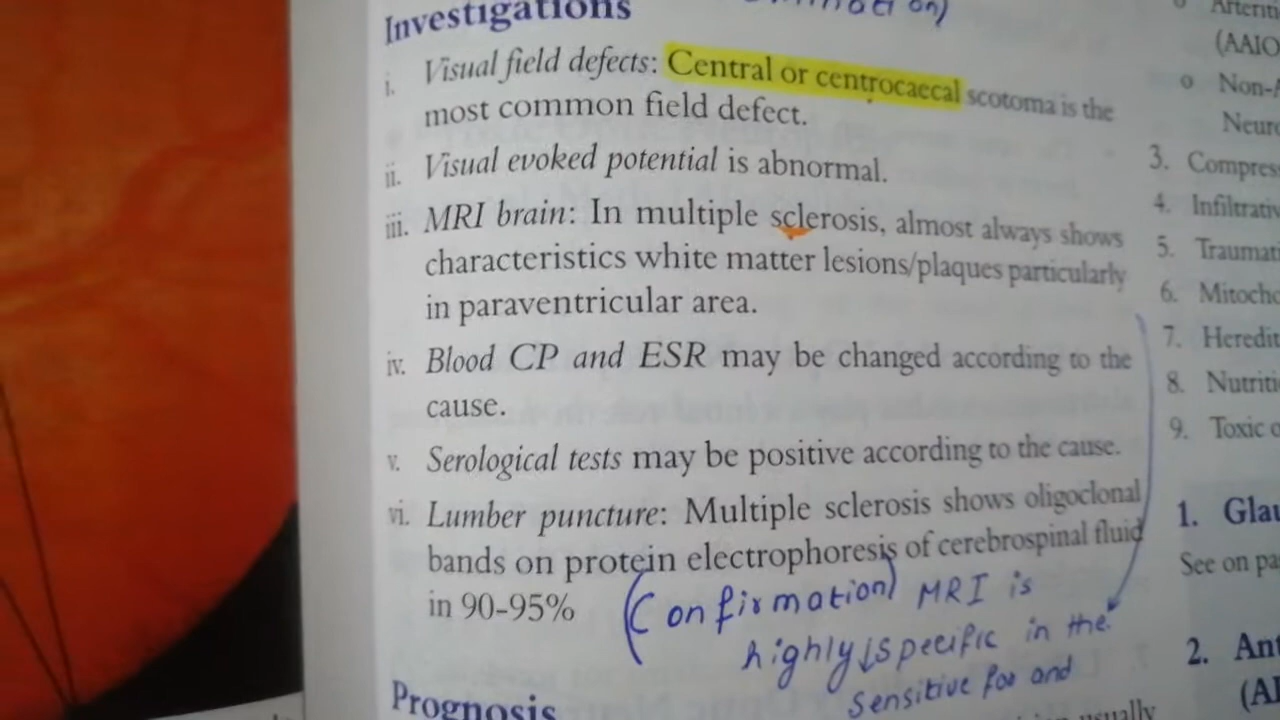 Investigations
i. Visual field defects: Central or centrocaecal scotoma is the
most common field defect.
ii. Visual evoked potential is abnormal.
iii. MRI brain: In multiple sclerosis, almost always shows
characteristics white matter lesions/plaques particularly
in paraventricular area.
iv. Blood CP and ESR may be changed according to the
cause.
v. Serological tests may be positive according to the cause.
vi. Lumber puncture: Multiple sclerosis shows oligoclonal
bands on protein electrophoresis of cerebrospinal fluid
in 90-95%
(Confirmation) MRI is
highly specific in the
sensitive for and
Prognosis
usually
(AAIO
o Non-
3. Compres
4. Infiltrativ
5. Traumat
6. Mitocho
7. Heredit
8. Nutriti
9. Toxic o
1. Glau
See on pa
2. Ant